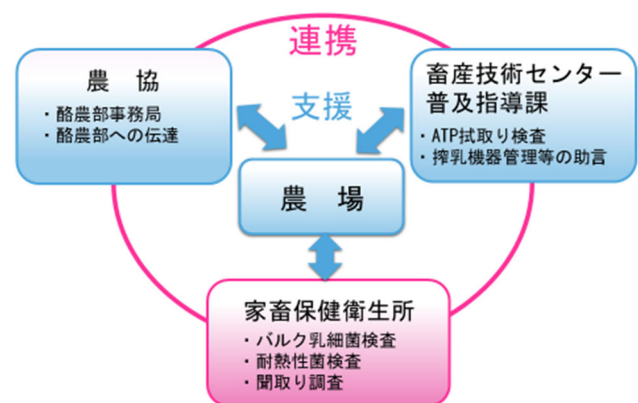 連携
農　協
・酪農部事務局
・酪農部への伝達
支援
畜産技術センター
普及指導課
・ATP拭取り検査
・搾乳機器管理等の助言
農　場
家畜保健衛生所
・バルク乳細菌検査
・耐熱性菌検査
・聞取り調査